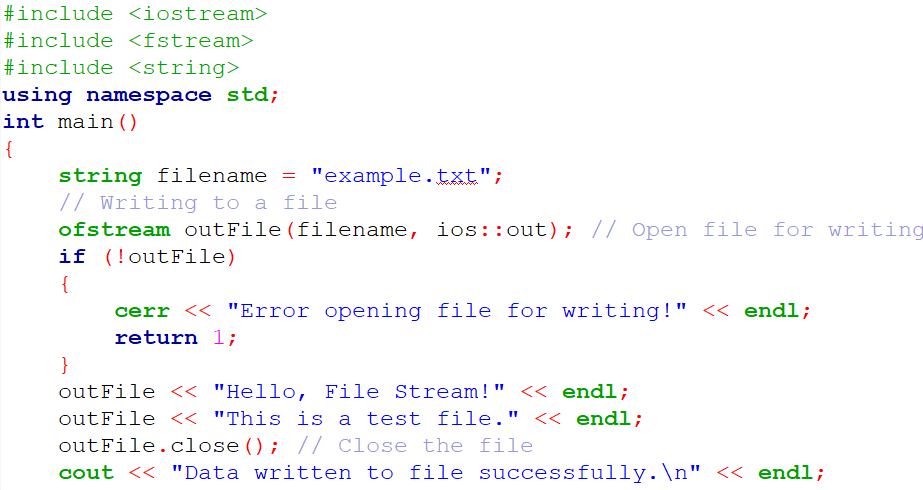 #include <iostream>
#include <fstream>
#include <string>
using namespace std;
int main()
{
    string filename = "example.txt";
    // Writing to a file
    ofstream outFile(filename, ios::out); // Open file for writing
    if (!outFile)
    {
        cerr << "Error opening file for writing!" << endl;
        return 1;
    }
    outFile << "Hello, File Stream!" << endl;
    outFile << "This is a test file." << endl;
    outFile.close(); // Close the file
    cout << "Data written to file successfully.\n" << endl;